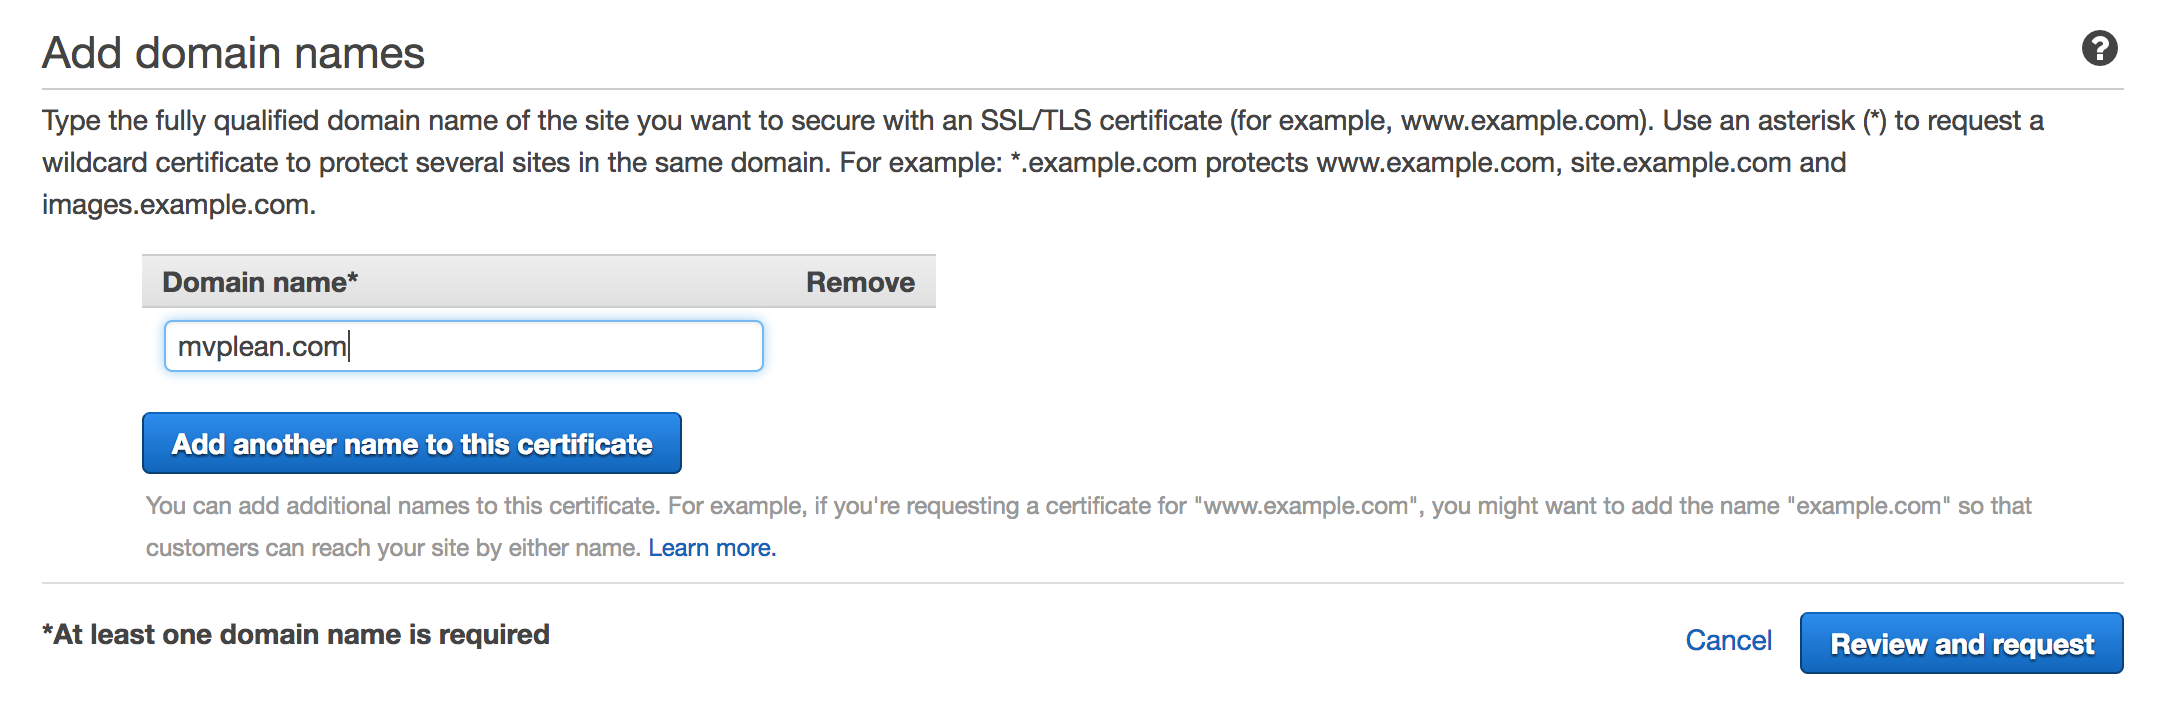 Add domain names
?
Type the fully qualified domain name of the site you want to secure with an SSL/TLS certificate (for example, www.example.com). Use an asterisk (*) to request a
wildcard certificate to protect several sites in the same domain. For example: *.example.com protects www.example.com, site.example.com and
images.example.com.
Domain name* Remove
mvplean.com
Add another name to this certificate
You can add additional names to this certificate. For example, if you're requesting a certificate for "www.example.com", you might want to add the name "example.com" so that
customers can reach your site by either name. Learn more.
*At least one domain name is required
Cancel Review and request